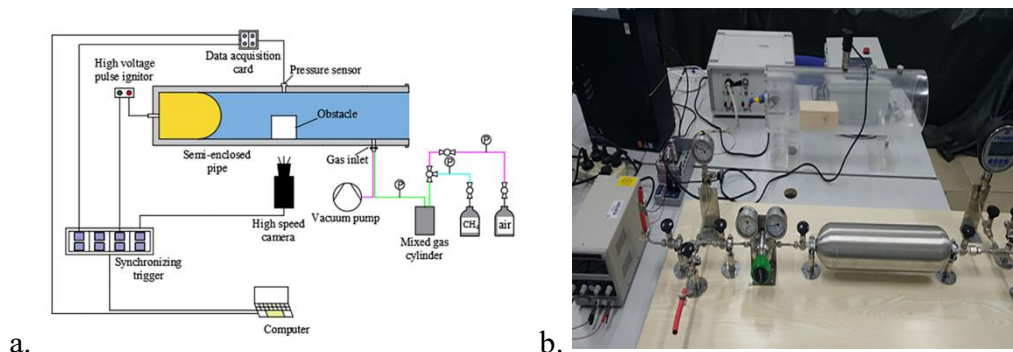 Data acquisition
card
High voltage
pulse ignitor
Pressure sensor
Obstacle
Semi-enclosed
pipe
Gas inlet
P
P
P
Vacuum pump
High speed
camera
Mixed gas
cylinder
CH4
air
Synchronizing
trigger
Computer
a.
b.